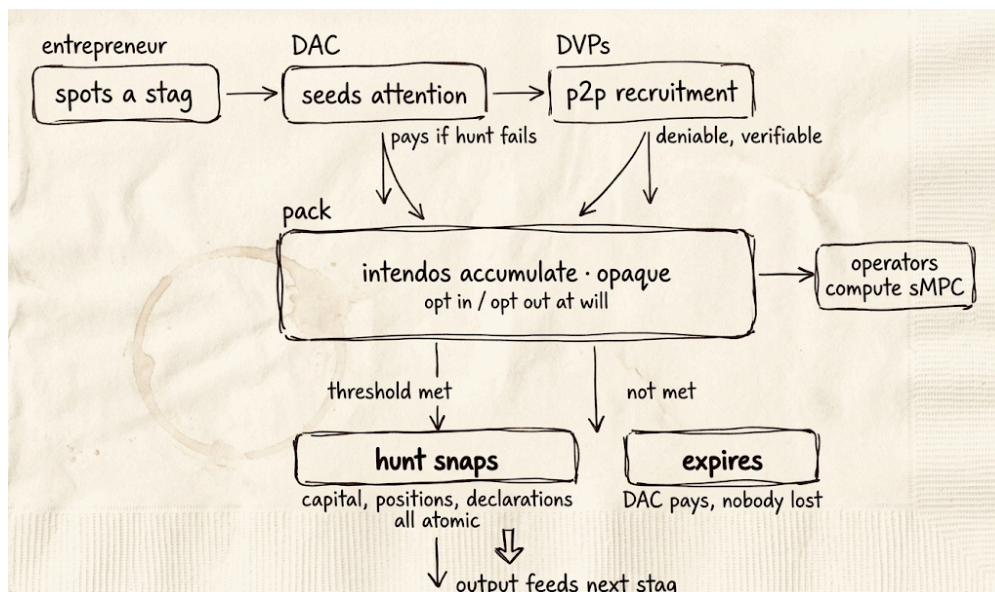 entrepreneur
DAC
DVPs
spots a stag
seeds attention
p2p recruitment
pays if hunt fails
deniable, verifiable
pack
intendos accumulate · opaque
opt in / opt out at will
operators
compute sMPC
threshold met
not met
hunt snaps
expires
capital, positions, declarations
all atomic
DAC pays, nobody lost
output feeds next stag